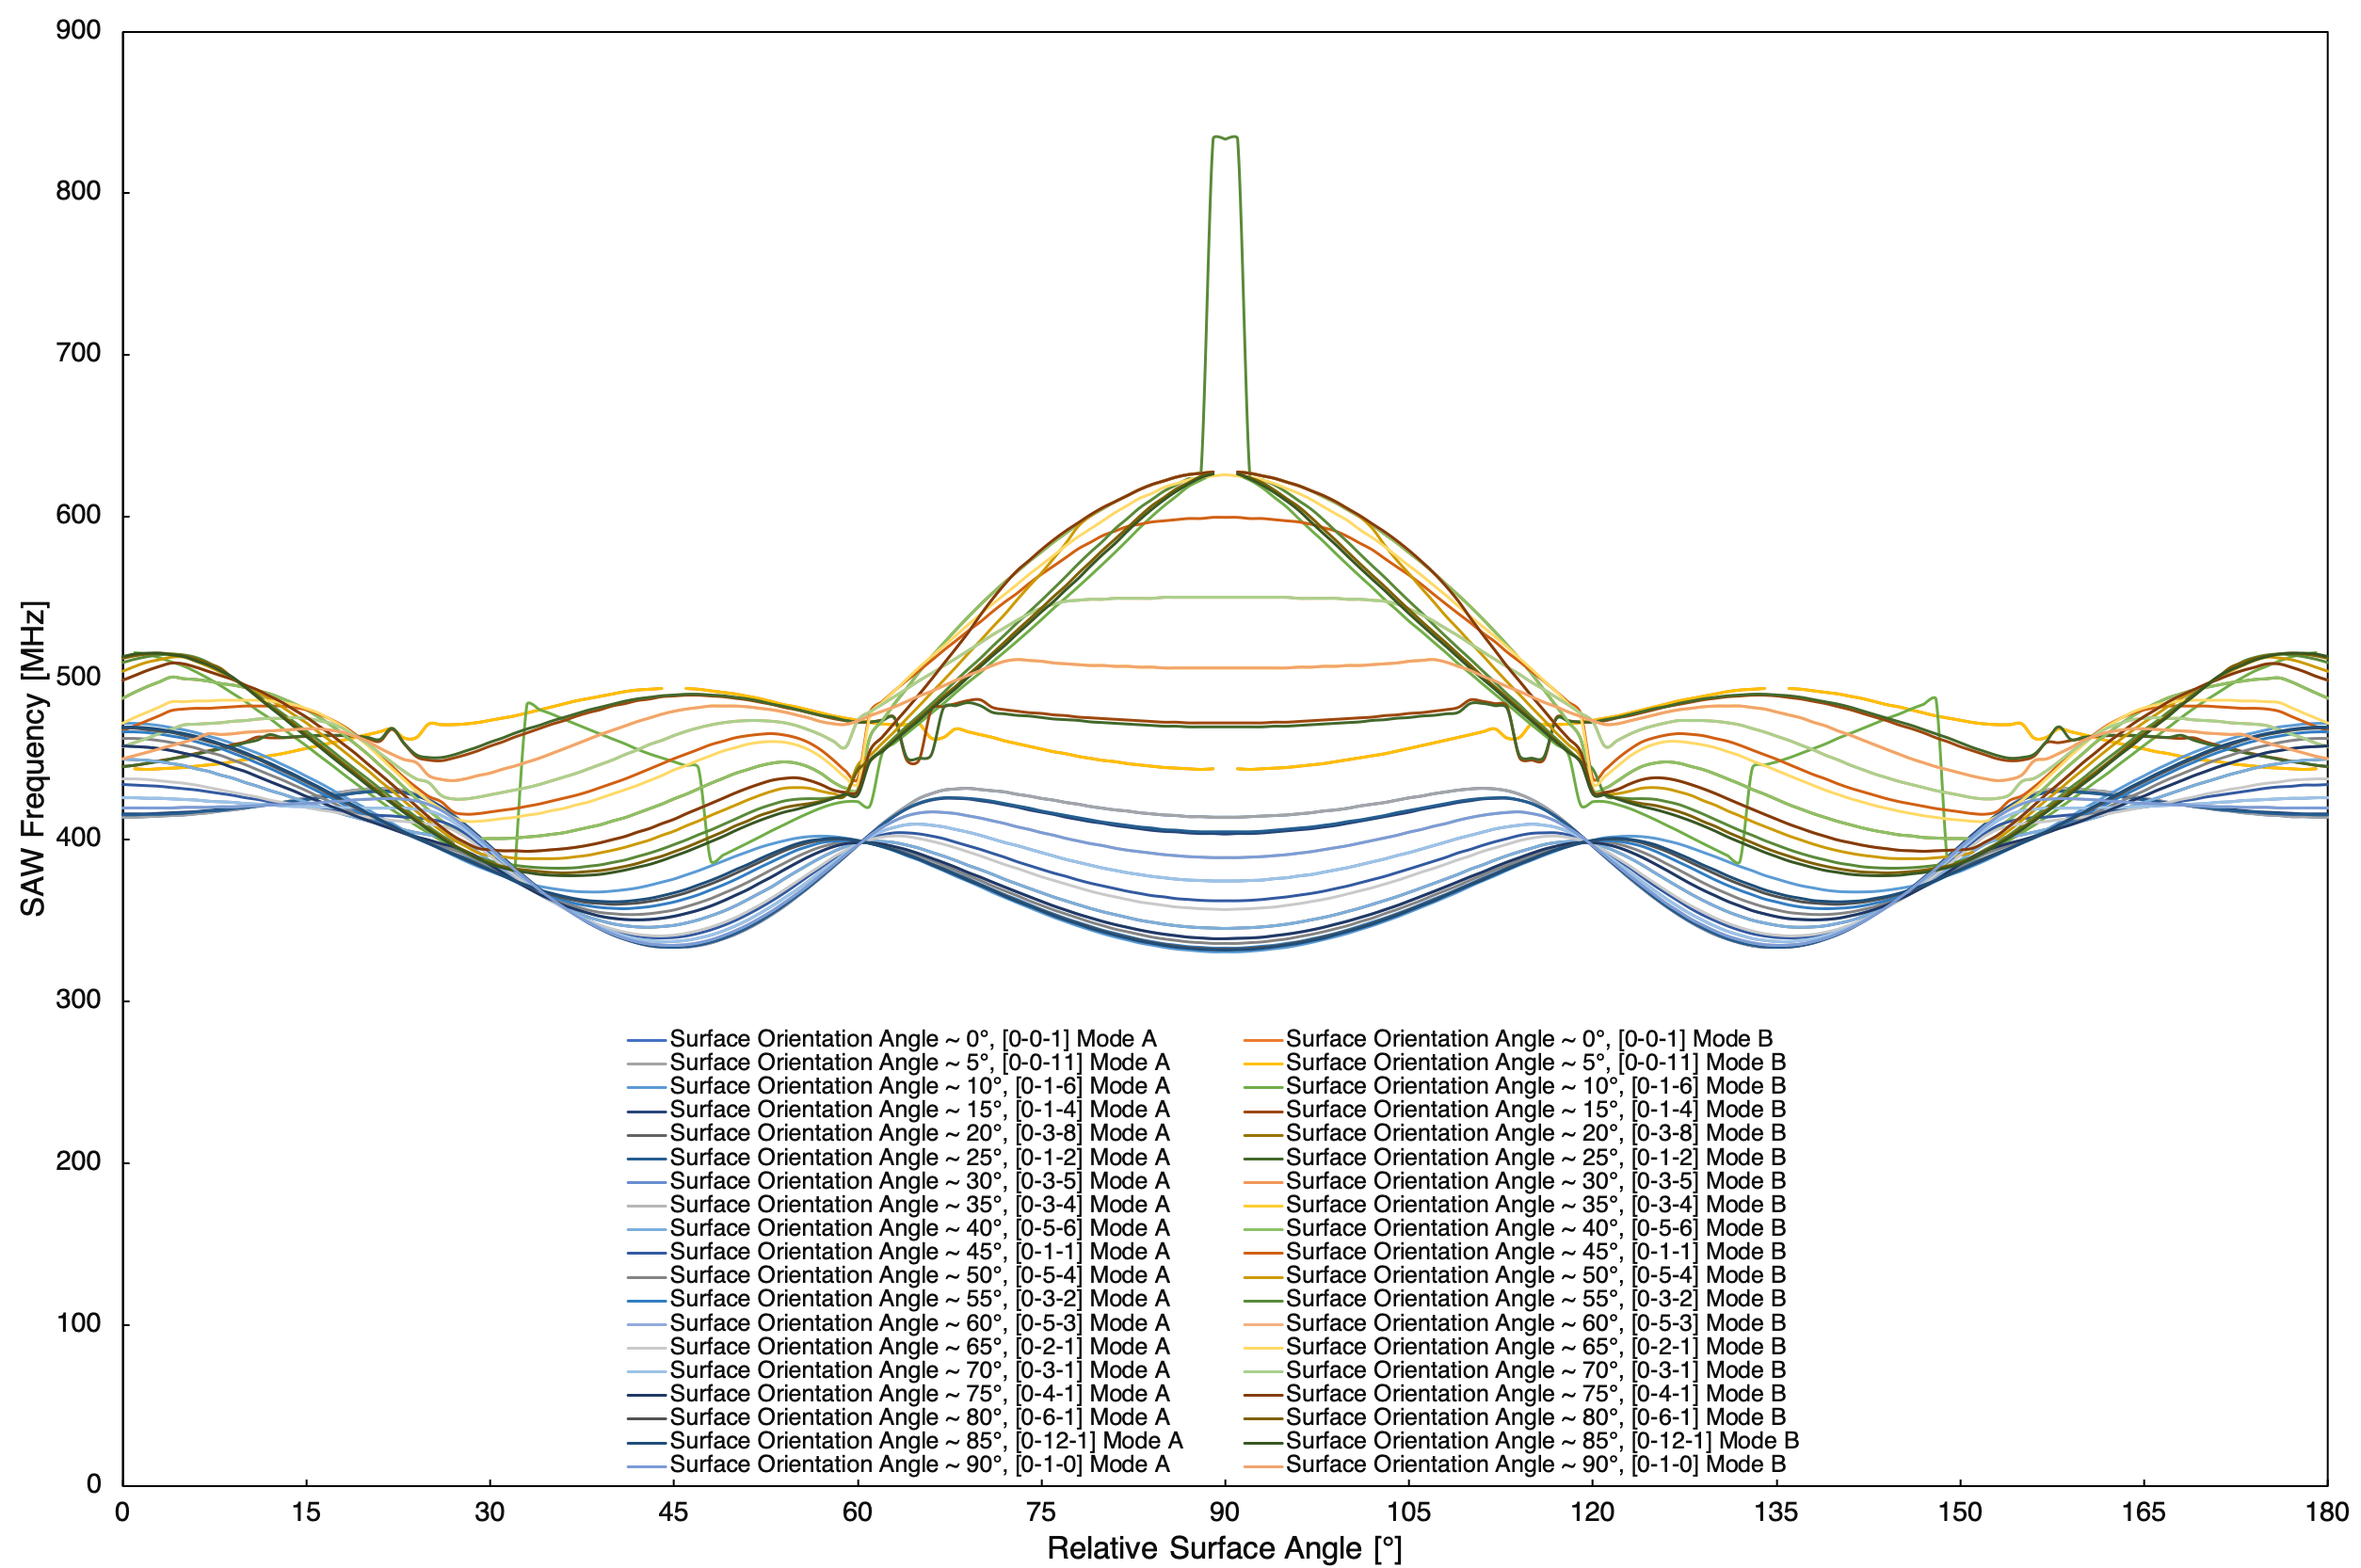 900
800
700
600
500
400
300
200
100
0
SAW Frequency [MHz]
Surface Orientation Angle ~ 0°, [0-0-1] Mode A
Surface Orientation Angle ~ 0°, [0-0-1] Mode B
Surface Orientation Angle ~ 5°, [0-0-11] Mode A
Surface Orientation Angle ~ 5°, [0-0-11] Mode B
Surface Orientation Angle ~ 10°, [0-1-6] Mode A
Surface Orientation Angle ~ 10°, [0-1-6] Mode B
Surface Orientation Angle ~ 15°, [0-1-4] Mode A
Surface Orientation Angle ~ 15°, [0-1-4] Mode B
Surface Orientation Angle ~ 20°, [0-3-8] Mode A
Surface Orientation Angle ~ 20°, [0-3-8] Mode B
Surface Orientation Angle ~ 25°, [0-1-2] Mode A
Surface Orientation Angle ~ 25°, [0-1-2] Mode B
Surface Orientation Angle ~ 30°, [0-3-5] Mode A
Surface Orientation Angle ~ 30°, [0-3-5] Mode B
Surface Orientation Angle ~ 35°, [0-3-4] Mode A
Surface Orientation Angle ~ 35°, [0-3-4] Mode B
Surface Orientation Angle ~ 40°, [0-5-6] Mode A
Surface Orientation Angle ~ 40°, [0-5-6] Mode B
Surface Orientation Angle ~ 45°, [0-1-1] Mode A
Surface Orientation Angle ~ 45°, [0-1-1] Mode B
Surface Orientation Angle ~ 50°, [0-5-4] Mode A
Surface Orientation Angle ~ 50°, [0-5-4] Mode B
Surface Orientation Angle ~ 55°, [0-3-2] Mode A
Surface Orientation Angle ~ 55°, [0-3-2] Mode B
Surface Orientation Angle ~ 60°, [0-5-3] Mode A
Surface Orientation Angle ~ 60°, [0-5-3] Mode B
Surface Orientation Angle ~ 65°, [0-2-1] Mode A
Surface Orientation Angle ~ 65°, [0-2-1] Mode B
Surface Orientation Angle ~ 70°, [0-3-1] Mode A
Surface Orientation Angle ~ 70°, [0-3-1] Mode B
Surface Orientation Angle ~ 75°, [0-4-1] Mode A
Surface Orientation Angle ~ 75°, [0-4-1] Mode B
Surface Orientation Angle ~ 80°, [0-6-1] Mode A
Surface Orientation Angle ~ 80°, [0-6-1] Mode B
Surface Orientation Angle ~ 85°, [0-12-1] Mode A
Surface Orientation Angle ~ 85°, [0-12-1] Mode B
Surface Orientation Angle ~ 90°, [0-1-0] Mode A
Surface Orientation Angle ~ 90°, [0-1-0] Mode B
0 15 30 45 60 75 90 105 120 135 150 165 180
Relative Surface Angle [°]